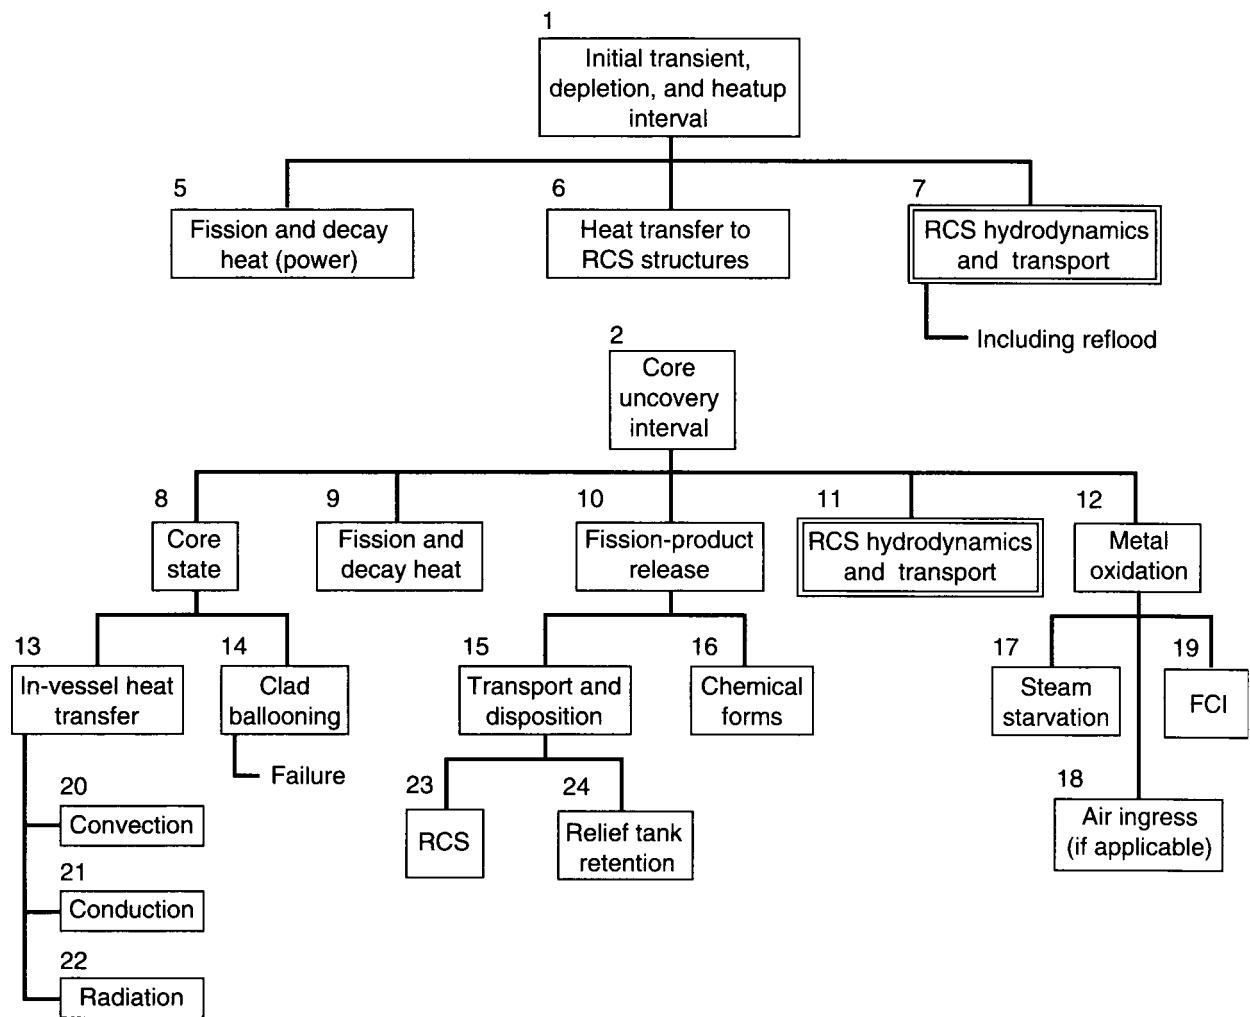 1
Initial transient,
depletion, and heatup
interval
5
Fission and decay
heat (power)
6
Heat transfer to
RCS structures
7
RCS hydrodynamics
and transport
Including reflood
2
Core
uncovery
interval
8
Core
state
9
Fission and
decay heat
10
Fission-product
release
11
RCS hydrodynamics
and transport
12
Metal
oxidation
13
In-vessel heat
transfer
14
Clad
ballooning
Failure
15
Transport and
disposition
16
Chemical
forms
17
Steam
starvation
19
FCI
20
Convection
21
Conduction
22
Radiation
23
RCS
24
Relief tank
retention
18
Air ingress
(if applicable)